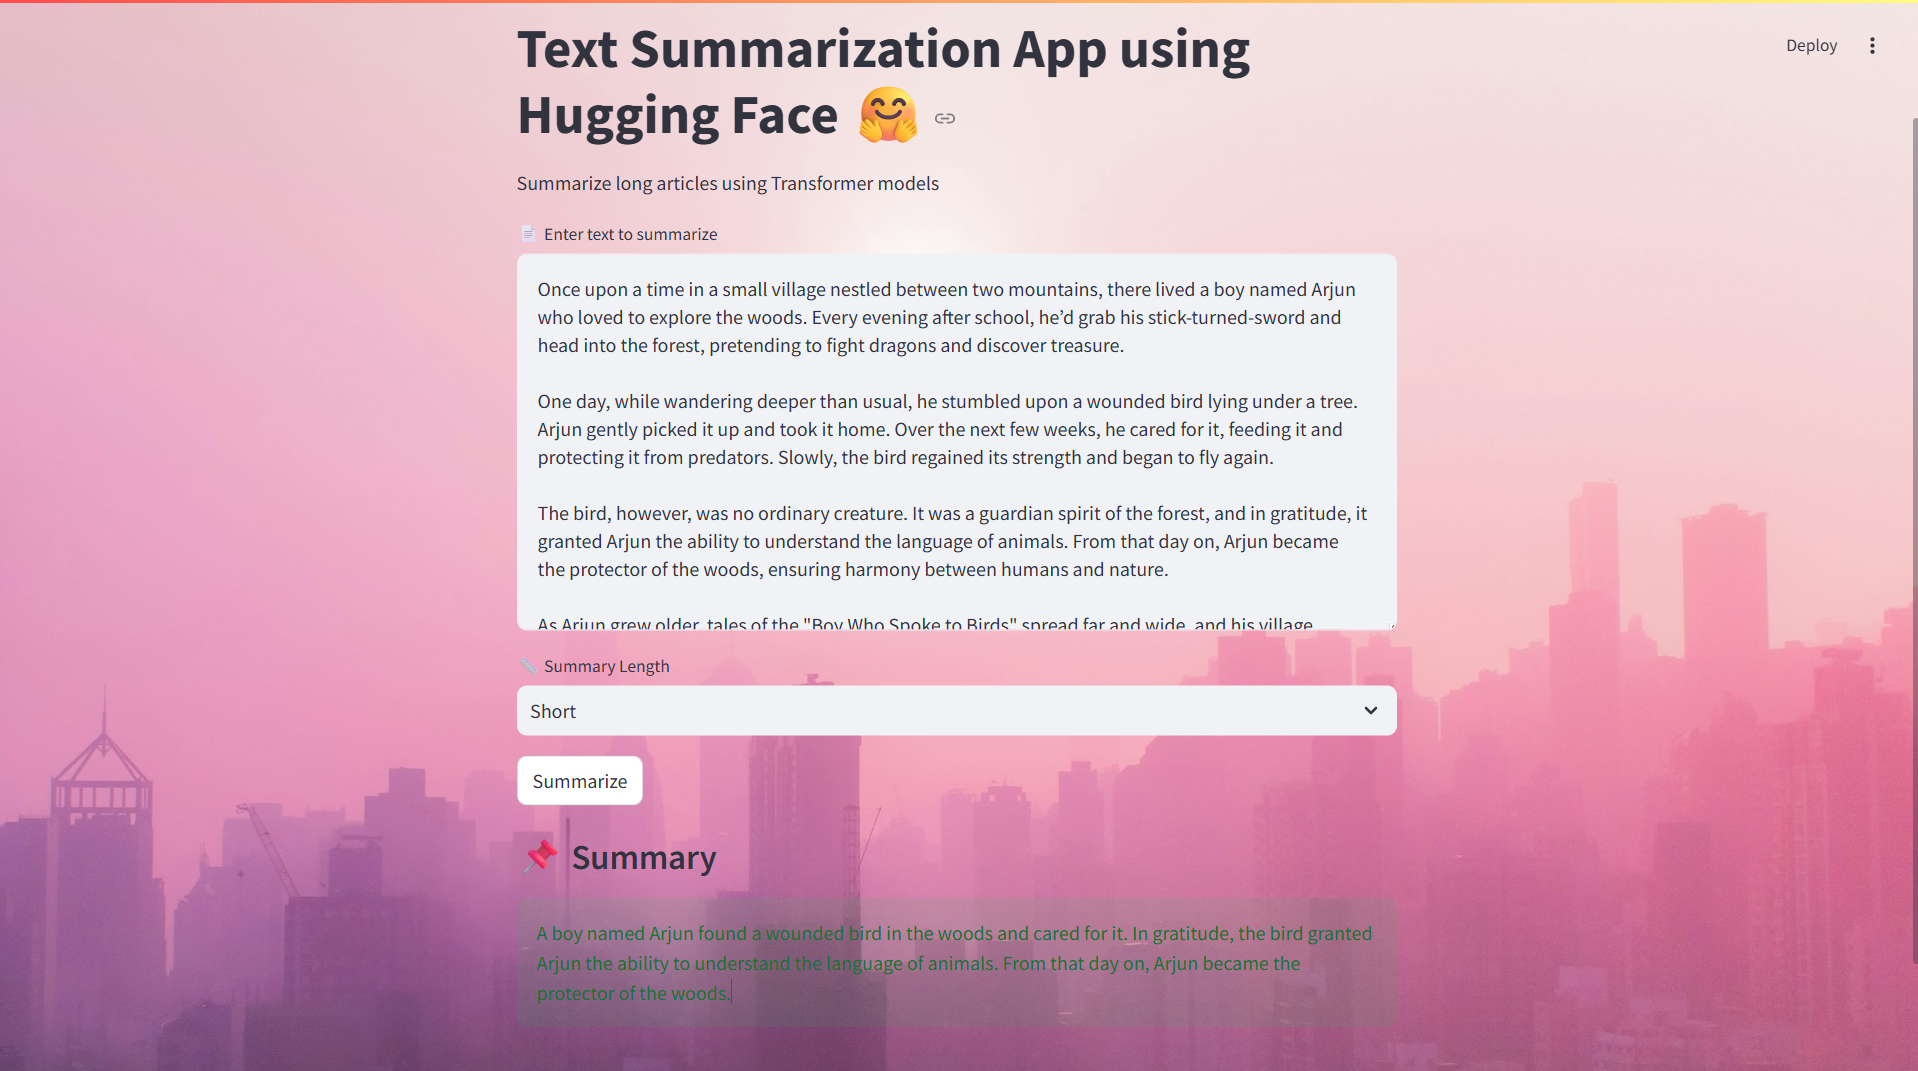 Text Summarization App using
Hugging Face 🤗
Deploy
Summarize long articles using Transformer models
Enter text to summarize
Once upon a time in a small village nestled between two mountains, there lived a boy named Arjun
who loved to explore the woods. Every evening after school, he’d grab his stick-turned-sword and
head into the forest, pretending to fight dragons and discover treasure.
One day, while wandering deeper than usual, he stumbled upon a wounded bird lying under a tree.
Arjun gently picked it up and took it home. Over the next few weeks, he cared for it, feeding it and
protecting it from predators. Slowly, the bird regained its strength and began to fly again.
The bird, however, was no ordinary creature. It was a guardian spirit of the forest, and in gratitude, it
granted Arjun the ability to understand the language of animals. From that day on, Arjun became
the protector of the woods, ensuring harmony between humans and nature.
As Arjun grew older, tales of the "Boy Who Spoke to Birds" spread far and wide, and his village
Summary Length
Short
Summarize
Summary
A boy named Arjun found a wounded bird in the woods and cared for it. In gratitude, the bird granted
Arjun the ability to understand the language of animals. From that day on, Arjun became the
protector of the woods.